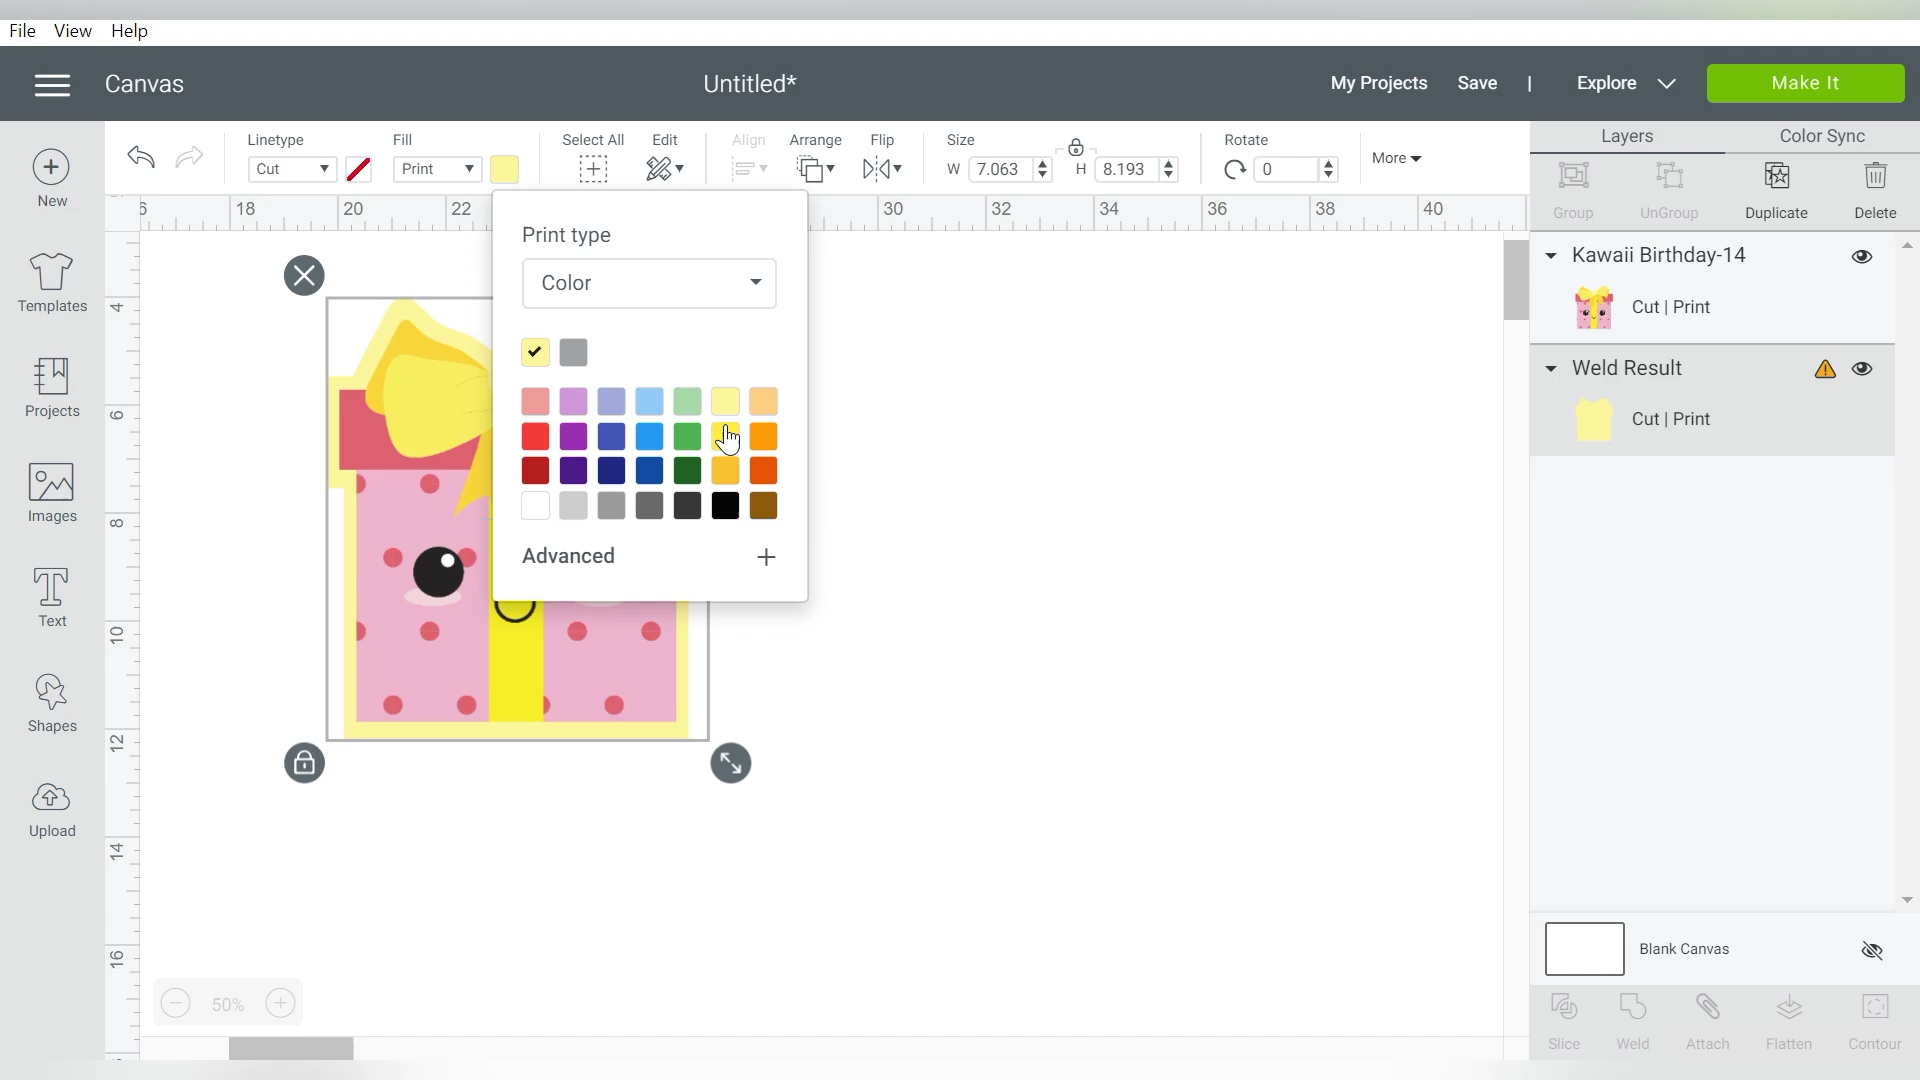 File View Help
Canvas
Untitled*
My Projects Save | Explore
Make It
Linetype
Fill
Select All
Edit
Align
Arrange
Flip
Size
Rotate
Cut
Print
W 7.063
H 8.193
0
More
Layers
Color Sync
Group
UnGroup
Duplicate
Delete
New
Templates
Projects
Images
Text
Shapes
Upload
6 18 20 22 30 32 34 36 38 40
4
6
8
10
12
14
16
Print type
Color
Advanced
Kawaii Birthday-14
Cut | Print
Weld Result
Cut | Print
50%
Blank Canvas
Slice
Weld
Attach
Flatten
Contour